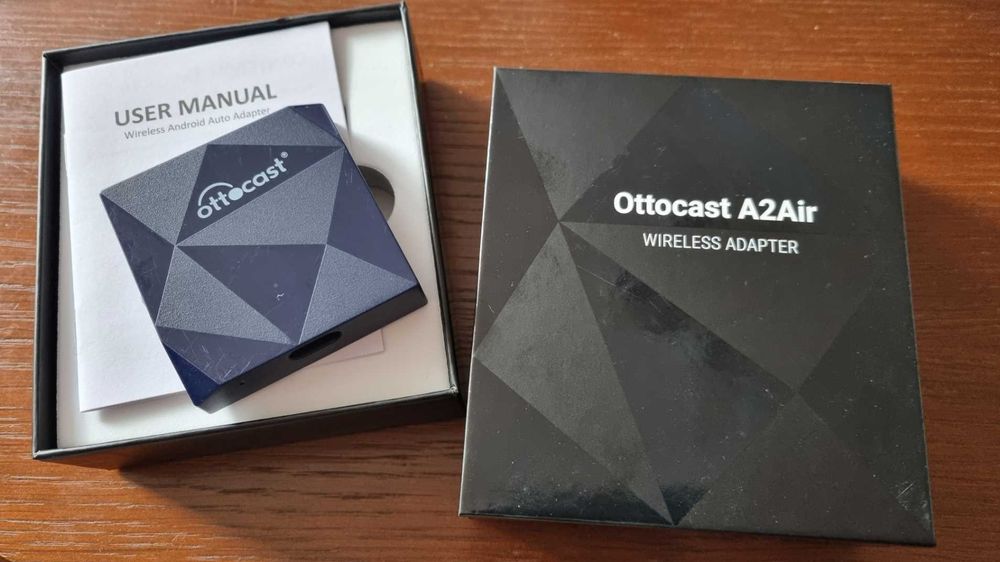 USER MANUAL
Wireless Android Auto Adapter
ottocast®
Ottocast A2Air
WIRELESS ADAPTER